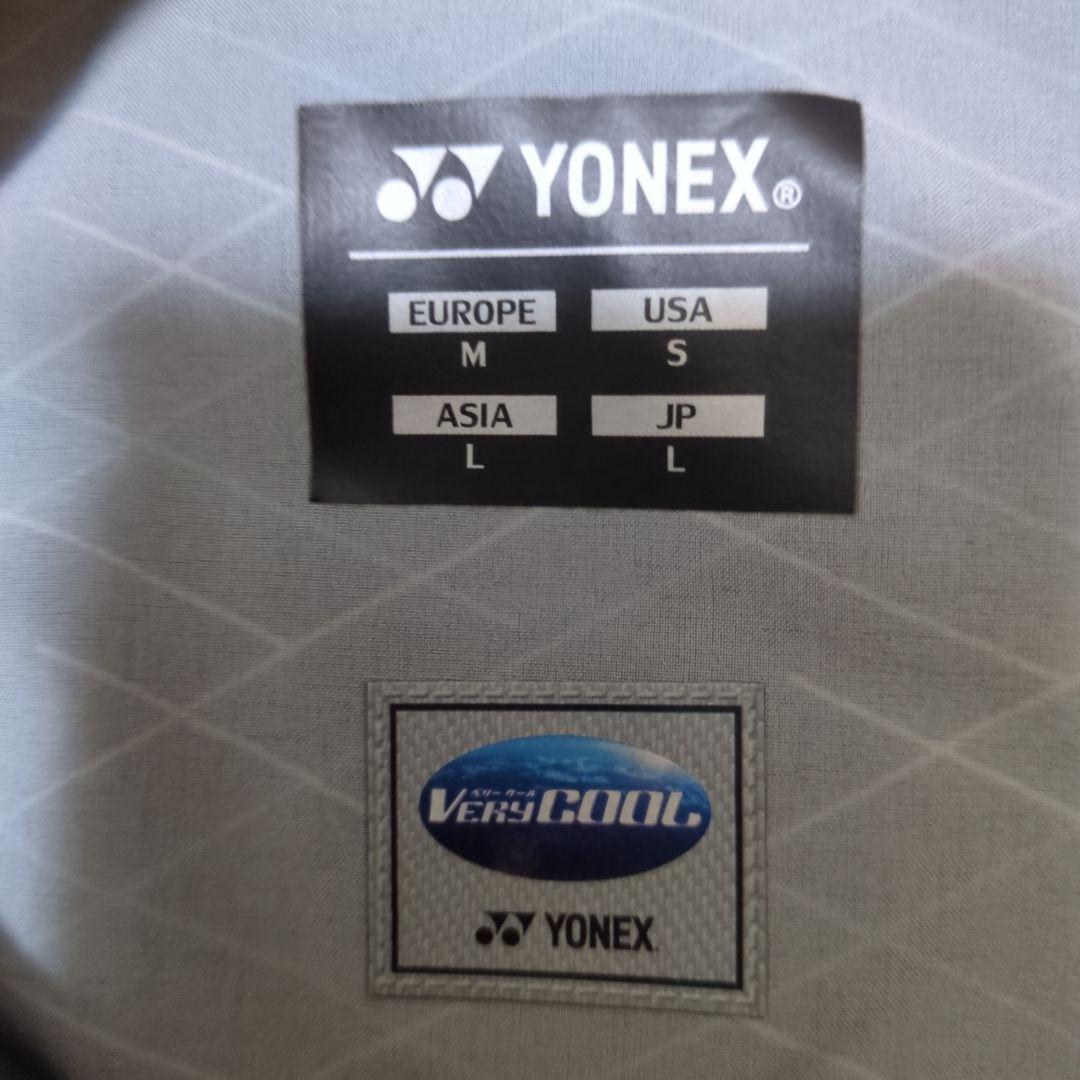 YONEX®
EUROPE USA
M S
ASIA JP
L L
ベリー クール
VERYCOOL
YONEX